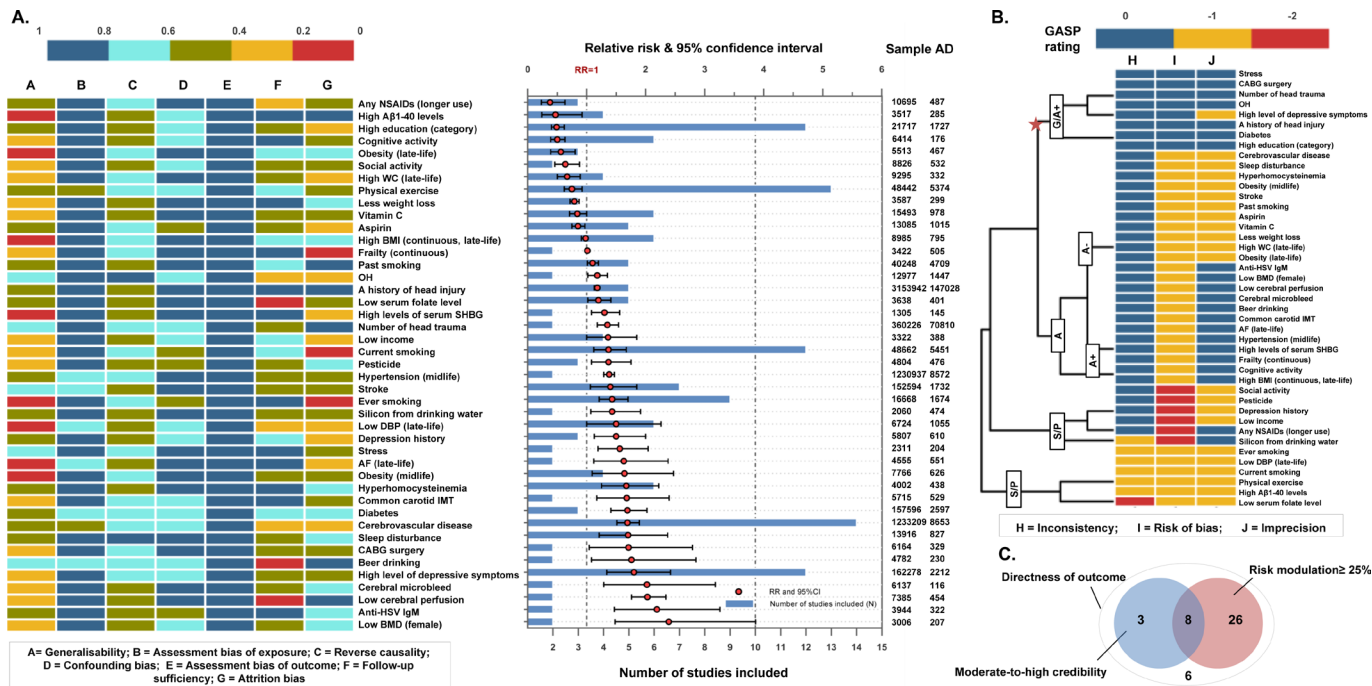 A.
1 0.8 0.6 0.4 0.2 0
A B C D E F G
Any NSAIDs (longer use)
High Aβ1-40 levels
High education (category)
Cognitive activity
Obesity (late-life)
Social activity
High WC (late-life)
Physical exercise
Less weight loss
Vitamin C
Aspirin
High BMI (continuous, late-life)
Frailty (continuous)
Past smoking
OH
A history of head injury
Low serum folate level
High levels of serum SHBG
Number of head trauma
Low income
Current smoking
Pesticide
Hypertension (midlife)
Stroke
Ever smoking
Silicon from drinking water
Low DBP (late-life)
Depression history
Stress
AF (late-life)
Obesity (midlife)
Hyperhomocysteinemia
Common carotid IMT
Diabetes
Cerebrovascular disease
Sleep disturbance
CABG surgery
Beer drinking
High level of depressive symptoms
Cerebral microbleed
Low cerebral perfusion
Anti-HSV IgM
Low BMD (female)
A= Generalisability; B = Assessment bias of exposure; C = Reverse causality;
D = Confounding bias; E = Assessment bias of outcome; F = Follow-up
sufficiency; G = Attrition bias
Relative risk & 95% confidence interval
0 0 1 2 3 4 5 6
RR=1
Sample AD
10695 487
3517 285
21717 1727
6414 176
5513 467
8826 532
9295 332
48442 5374
3587 299
15493 978
13085 1015
8985 795
3422 505
40248 4709
12977 1447
3153942 147028
3638 401
1305 145
360226 70810
3322 388
48662 5451
4804 476
1230937 8572
152594 1732
16668 1674
2060 474
6724 1055
5807 610
2311 204
4555 551
7766 626
4002 438
5715 529
157596 2597
1233209 8653
13916 827
6164 329
4782 230
162278 2212
6137 116
7385 454
3944 322
3006 207
RR and 95%CI
Number of studies included (N)
2 3 4 5 6 7 8 9 10 11 12 13 14 15
Number of studies included
B.
GASP
rating
0 -1 -2
H I J
Stress
CABG surgery
Number of head trauma
OH
High level of depressive symptoms
A history of head injury
Diabetes
High education (category)
Cerebrovascular disease
Sleep disturbance
Hyperhomocysteinemia
Obesity (midlife)
Stroke
Past smoking
Aspirin
Vitamin C
Less weight loss
High WC (late-life)
Obesity (late-life)
Anti-HSV IgM
Low BMD (female)
Low cerebral perfusion
Cerebral microbleed
Beer drinking
Common carotid IMT
AF (late-life)
Hypertension (midlife)
High levels of serum SHBG
Frailty (continuous)
Cognitive activity
High BMI (continuous, late-life)
Social activity
Pesticide
Depression history
Low income
Any NSAIDs (longer use)
Silicon from drinking water
Ever smoking
Low DBP (late-life)
Current smoking
Physical exercise
High Aβ1-40 levels
Low serum folate level
G/A+
A-
A
A+
S/P
S/P
H = Inconsistency; I = Risk of bias; J = Imprecision
C.
Directness of outcome
Risk modulation≥ 25%
3 8 26
Moderate-to-high credibility
6